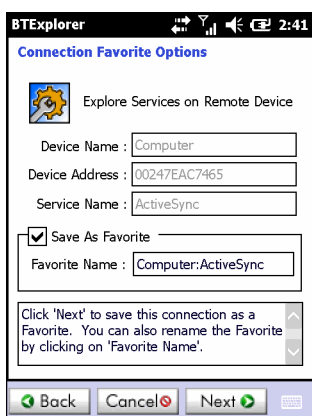 BTExplorer 2:41
Connection Favorite Options
Explore Services on Remote Device
Device Name : Computer
Device Address : 00247EAC7465
Service Name : ActiveSync
Save As Favorite
Favorite Name : Computer:ActiveSync
Click 'Next' to save this connection as a
Favorite. You can also rename the Favorite
by clicking on 'Favorite Name'.
Back Cancel Next